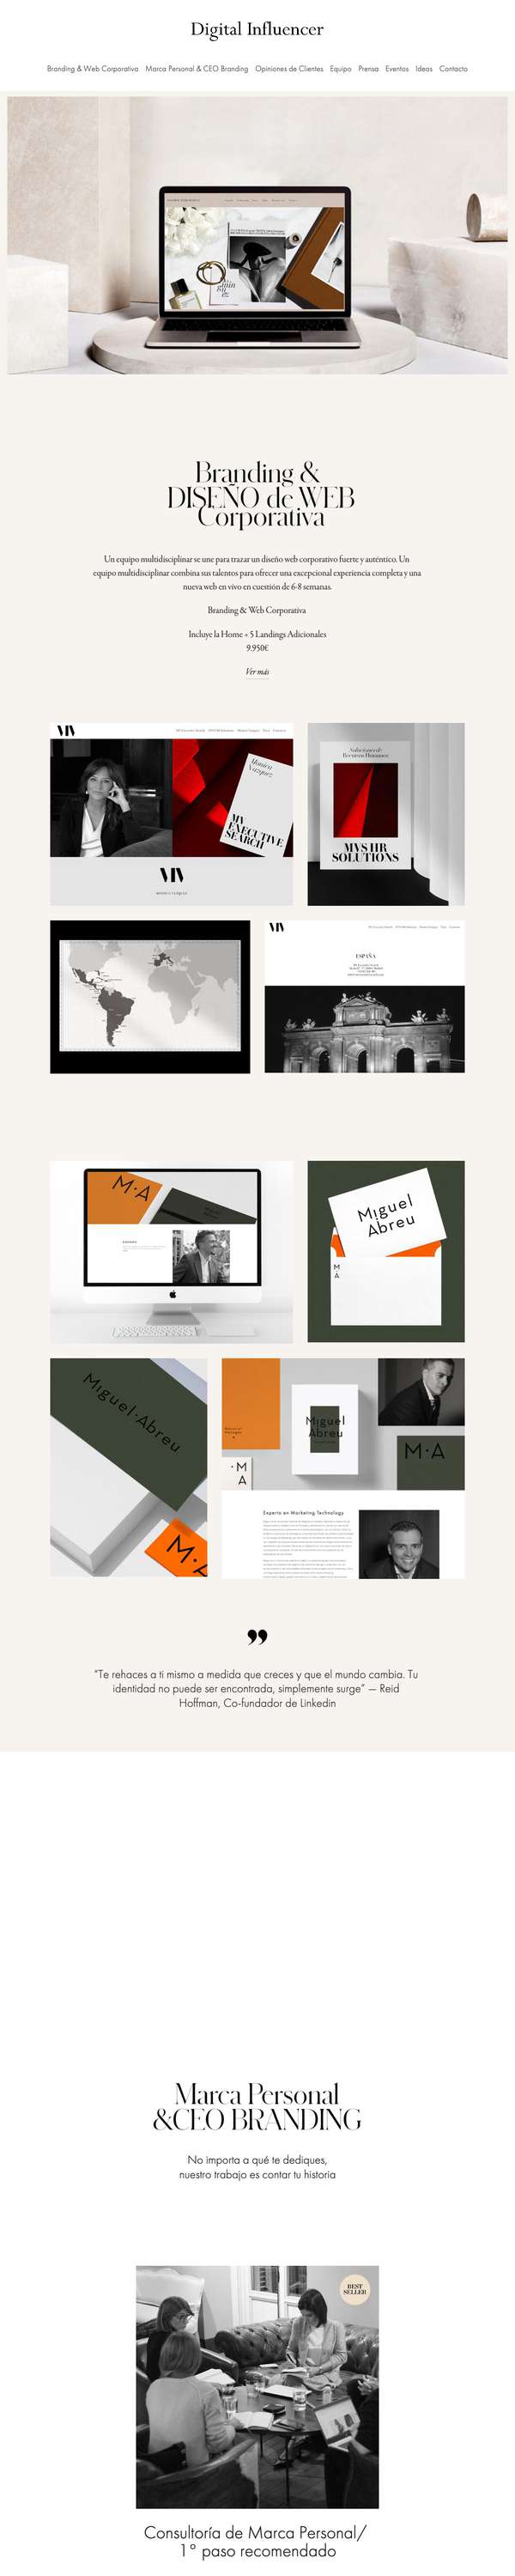 Digital Influencer
Branding & Web Corporativa Marca Personal & CEO Branding Opiniones de Clientes Equipo Prensa Eventos Ideas Contacto
Branding &
DISEÑO de WEB
Corporativa
Un equipo multidisciplinar se une para trazar un diseño web corporativo fuerte y auténtico. Un
equipo multidisciplinar combina sus talentos para ofrecer una excepcional experiencia completa y una
nueva web en vivo en cuestión de 6-8 semanas.
Branding & Web Corporativa
Incluye la Home + 5 Landings Adicionales
9.950€
Ver más
Monica
Vazquez
MV
EXECUTIVE
SEARCH
Soluciones de
Recursos Humanos
MVS HR
SOLUTIONS
ESPAÑA
M·A
Miguel
Abreu
M
A
Miguel·Abreu
M·A
Miguel
Abreu
M·A
·M
A
Experto en Marketing Technology
"Te rehaces a ti mismo a medida que creces y que el mundo cambia. Tu
identidad no puede ser encontrada, simplemente surge" — Reid
Hoffman, Co-fundador de Linkedin
Marca Personal
&CEO BRANDING
No importa a qué te dediques,
nuestro trabajo es contar tu historia
BEST
SELLER
Consultoría de Marca Personal/
1º paso recomendado